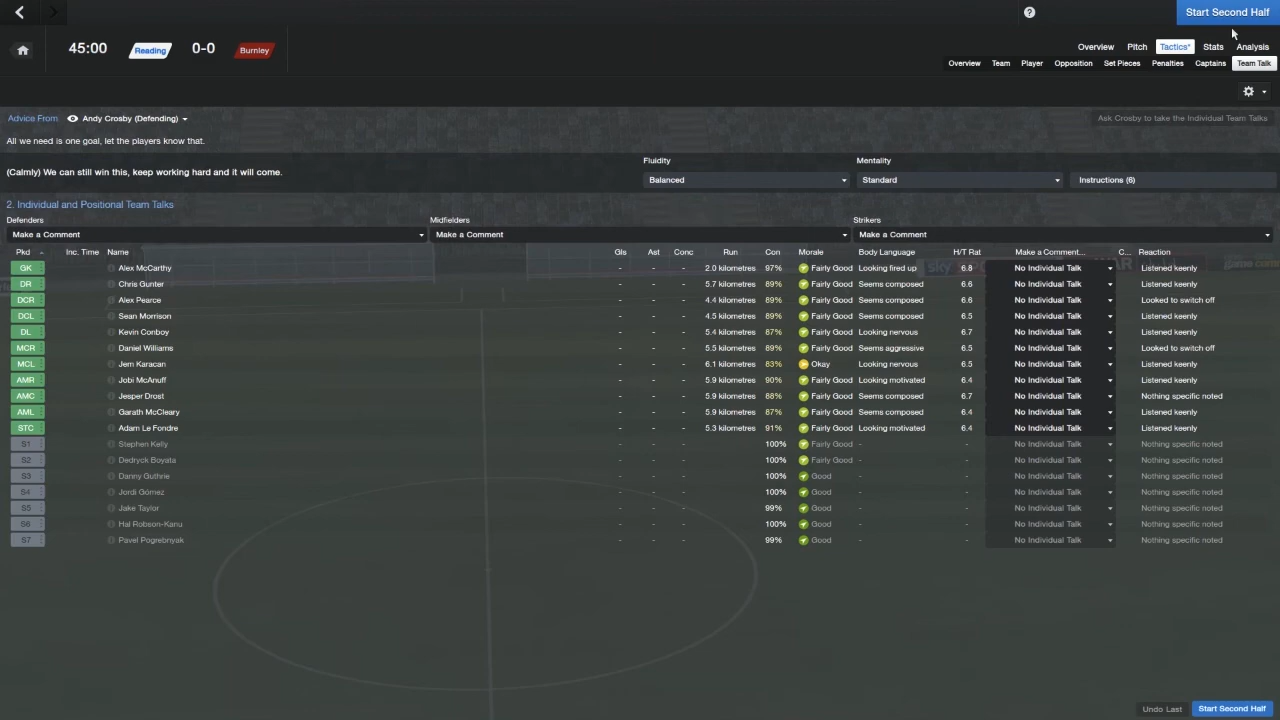 Start Second Half
45:00 Reading 0-0 Burnley
Overview Pitch Tactics* Stats Analysis
Overview Team Player Opposition Set Pieces Penalties Captains Team Talk
Advice From Andy Crosby (Defending) Ask Crosby to take the Individual Team Talks
All we need is one goal, let the players know that.
Fluidity Mentality
(Calmly) We can still win this, keep working hard and it will come.
Balanced Standard Instructions (6)
2. Individual and Positional Team Talks
Defenders Midfielders Strikers
Make a Comment Make a Comment Make a Comment
Pkd Inc. Time Name Gls Ast Conc Run Con Morale Body Language H/T Rat Make a Comment... C... Reaction
GK Alex McCarthy - - - 2.0 kilometres 97% Fairly Good Looking fired up 6.8 No Individual Talk Listened keenly
DR Chris Gunter - - - 5.7 kilometres 89% Fairly Good Seems composed 6.6 No Individual Talk Listened keenly
DCR Alex Pearce - - - 4.4 kilometres 89% Fairly Good Seems composed 6.6 No Individual Talk Looked to switch off
DCL Sean Morrison - - - 4.5 kilometres 89% Fairly Good Seems composed 6.5 No Individual Talk Listened keenly
DL Kevin Conboy - - - 5.4 kilometres 87% Fairly Good Looking nervous 6.7 No Individual Talk Listened keenly
MCR Daniel Williams - - - 5.5 kilometres 89% Fairly Good Seems aggressive 6.5 No Individual Talk Looked to switch off
MCL Jem Karacan - - - 6.1 kilometres 83% Okay Looking nervous 6.5 No Individual Talk Listened keenly
AMR Jobi McAnuff - - - 5.9 kilometres 90% Fairly Good Looking motivated 6.4 No Individual Talk Listened keenly
AMC Jesper Drost - - - 5.9 kilometres 88% Fairly Good Seems composed 6.7 No Individual Talk Nothing specific noted
AML Garath McCleary - - - 5.9 kilometres 87% Fairly Good Seems composed 6.4 No Individual Talk Listened keenly
STC Adam Le Fondre - - - 5.3 kilometres 91% Fairly Good Looking motivated 6.4 No Individual Talk Listened keenly
S1 Stephen Kelly - - - 100% Fairly Good - - No Individual Talk Nothing specific noted
S2 Dedryck Boyata - - - 100% Fairly Good - - No Individual Talk Nothing specific noted
S3 Danny Guthrie - - - 100% Good - - No Individual Talk Nothing specific noted
S4 Jordi Gómez - - - 100% Good - - No Individual Talk Nothing specific noted
S5 Jake Taylor - - - 99% Good - - No Individual Talk Nothing specific noted
S6 Hal Robson-Kanu - - - 100% Good - - No Individual Talk Nothing specific noted
S7 Pavel Pogrebnyak - - - 99% Good - - No Individual Talk Nothing specific noted
Undo Last Start Second Half